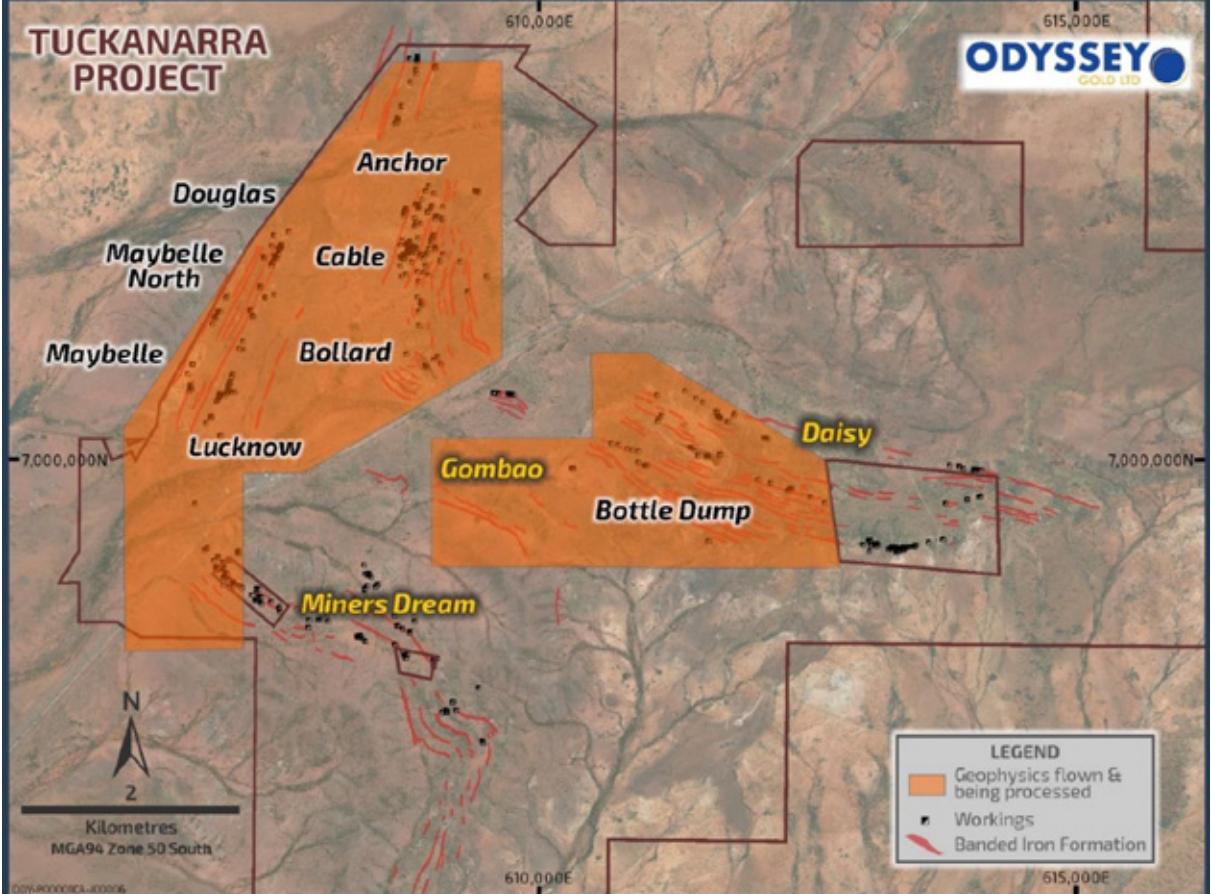 610,000E
615,000E
TUCKANARRA
PROJECT
ODYSSEY
GOLD LTD
Anchor
Douglas
Maybelle
North
Cable
Maybelle
Bollard
Lucknow
Daisy
7,000,000N
7,000,000N
Gombao
Bottle Dump
Miners Dream
N
2
Kilometres
MGA94 Zone 50 South
LEGEND
Geophysics flown &
being processed
Workings
Banded Iron Formation
610,000E
615,000E